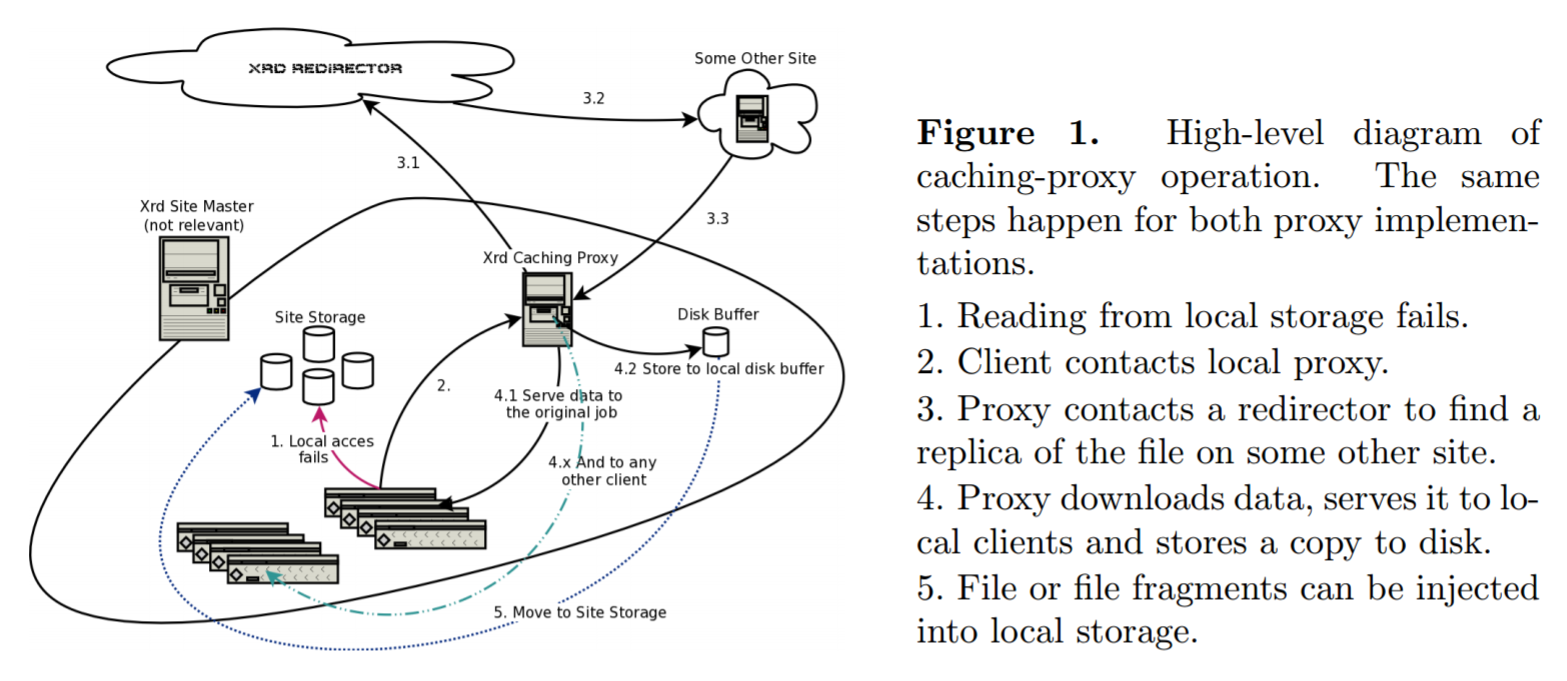 XRD REDIRECTOR
Some Other Site
3.2
3.1
3.3
Xrd Site Master
(not relevant)
Xrd Caching Proxy
Site Storage
Disk Buffer
2.
4.2 Store to local disk buffer
4.1 Serve data to
the original job
1. Local acces
fails
4.x And to any
other client
5. Move to Site Storage
Figure 1. High-level diagram of
caching-proxy operation. The same
steps happen for both proxy implemen-
tations.
1. Reading from local storage fails.
2. Client contacts local proxy.
3. Proxy contacts a redirector to find a
replica of the file on some other site.
4. Proxy downloads data, serves it to lo-
cal clients and stores a copy to disk.
5. File or file fragments can be injected
into local storage.